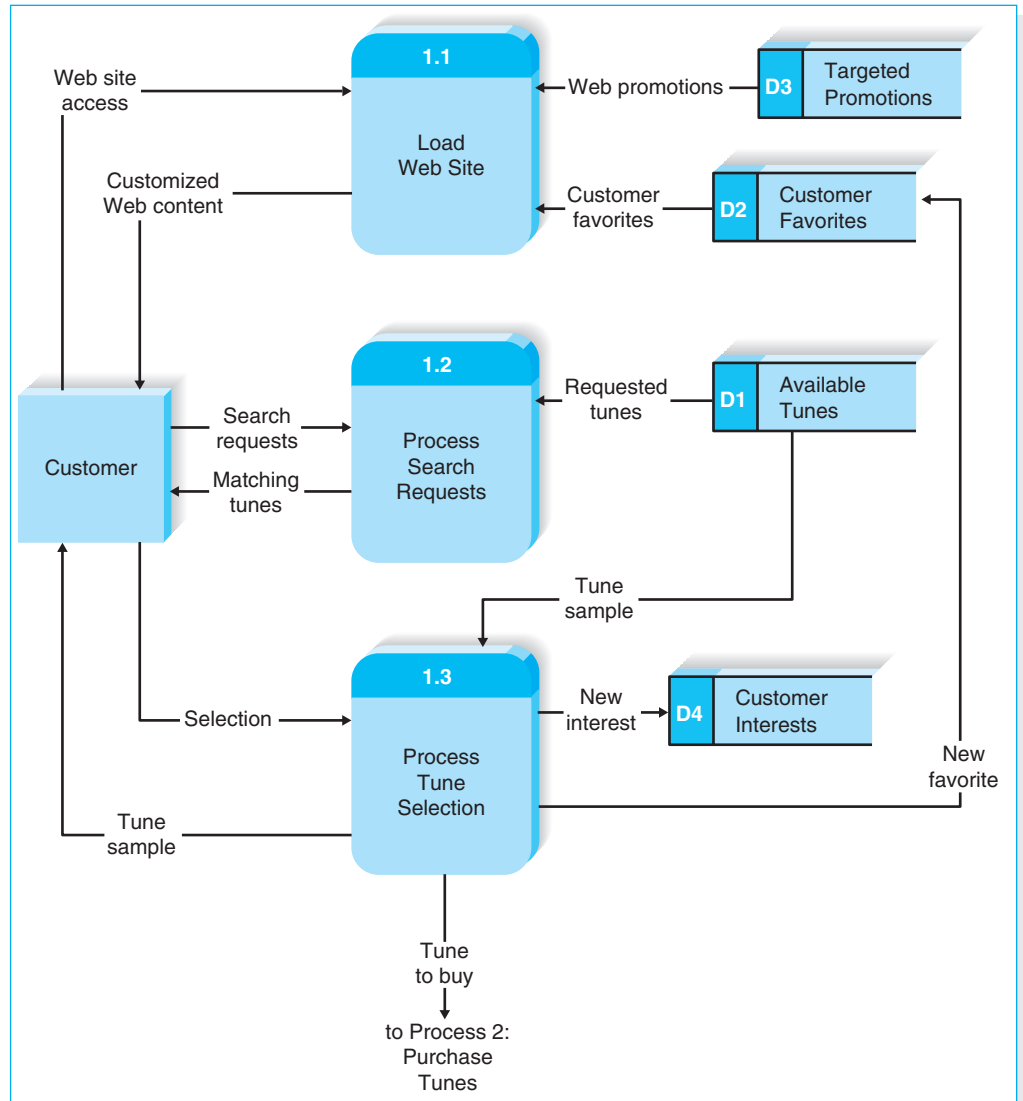 1.1
Load
Web Site
Web site
access
Web promotions
D3
Targeted
Promotions
Customized
Web content
Customer
favorites
D2
Customer
Favorites
1.2
Process
Search
Requests
Customer
Search
requests
Matching
tunes
Requested
tunes
D1
Available
Tunes
Tune
sample
1.3
Process
Tune
Selection
Selection
New
interest
D4
Customer
Interests
New
favorite
Tune
sample
Tune
to buy
to Process 2:
Purchase
Tunes